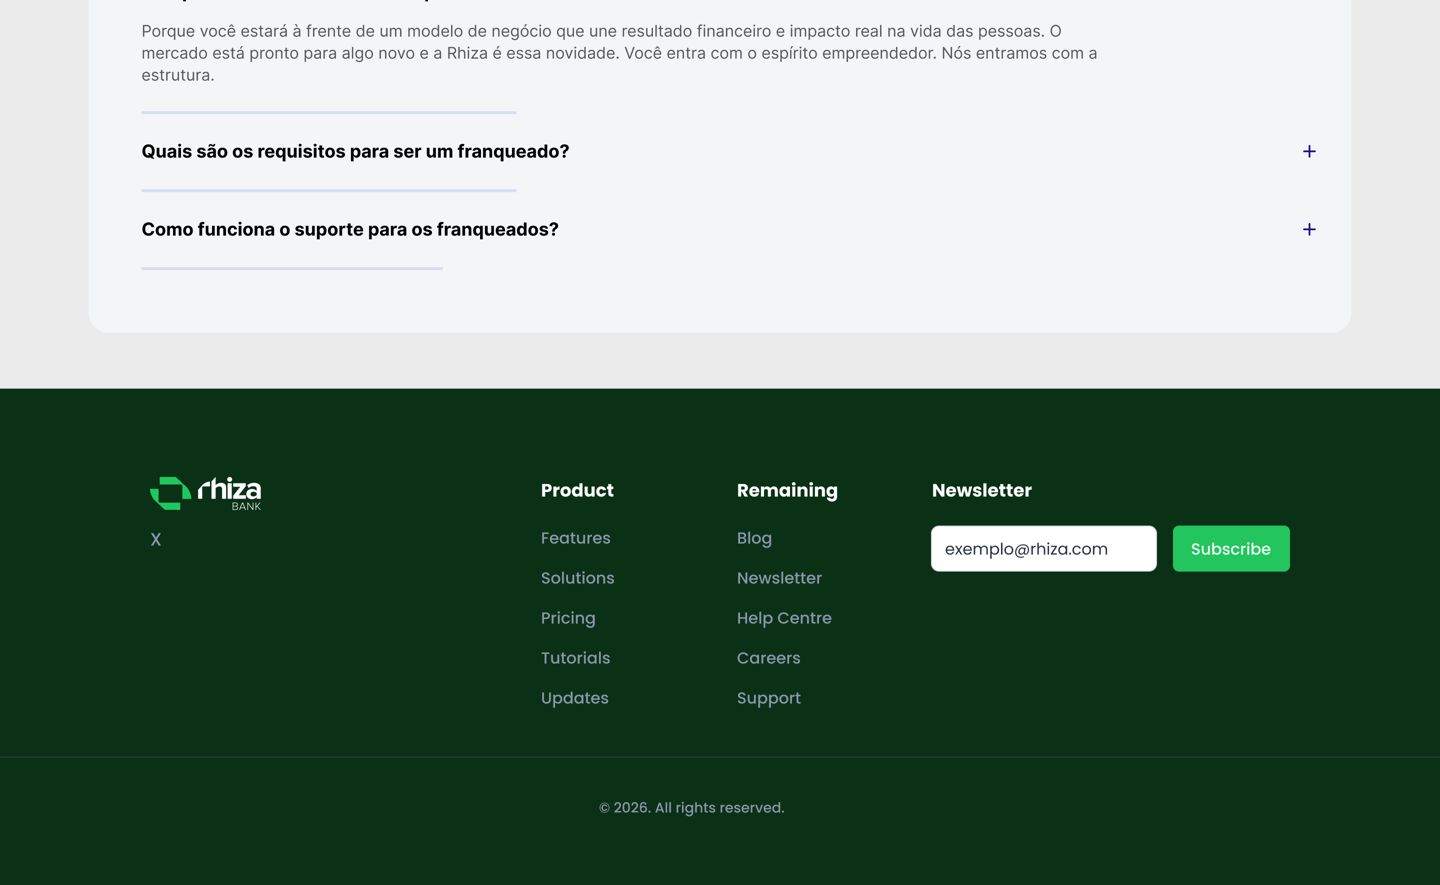 Porque você estará à frente de um modelo de negócio que une resultado financeiro e impacto real na vida das pessoas. O
mercado está pronto para algo novo e a Rhiza é essa novidade. Você entra com o espírito empreendedor. Nós entramos com a
estrutura.
Quais são os requisitos para ser um franqueado?
+
Como funciona o suporte para os franqueados?
+
rhiza
BANK
X
Product
Features
Solutions
Pricing
Tutorials
Updates
Remaining
Blog
Newsletter
Help Centre
Careers
Support
Newsletter
exemplo@rhiza.com
Subscribe
© 2026. All rights reserved.